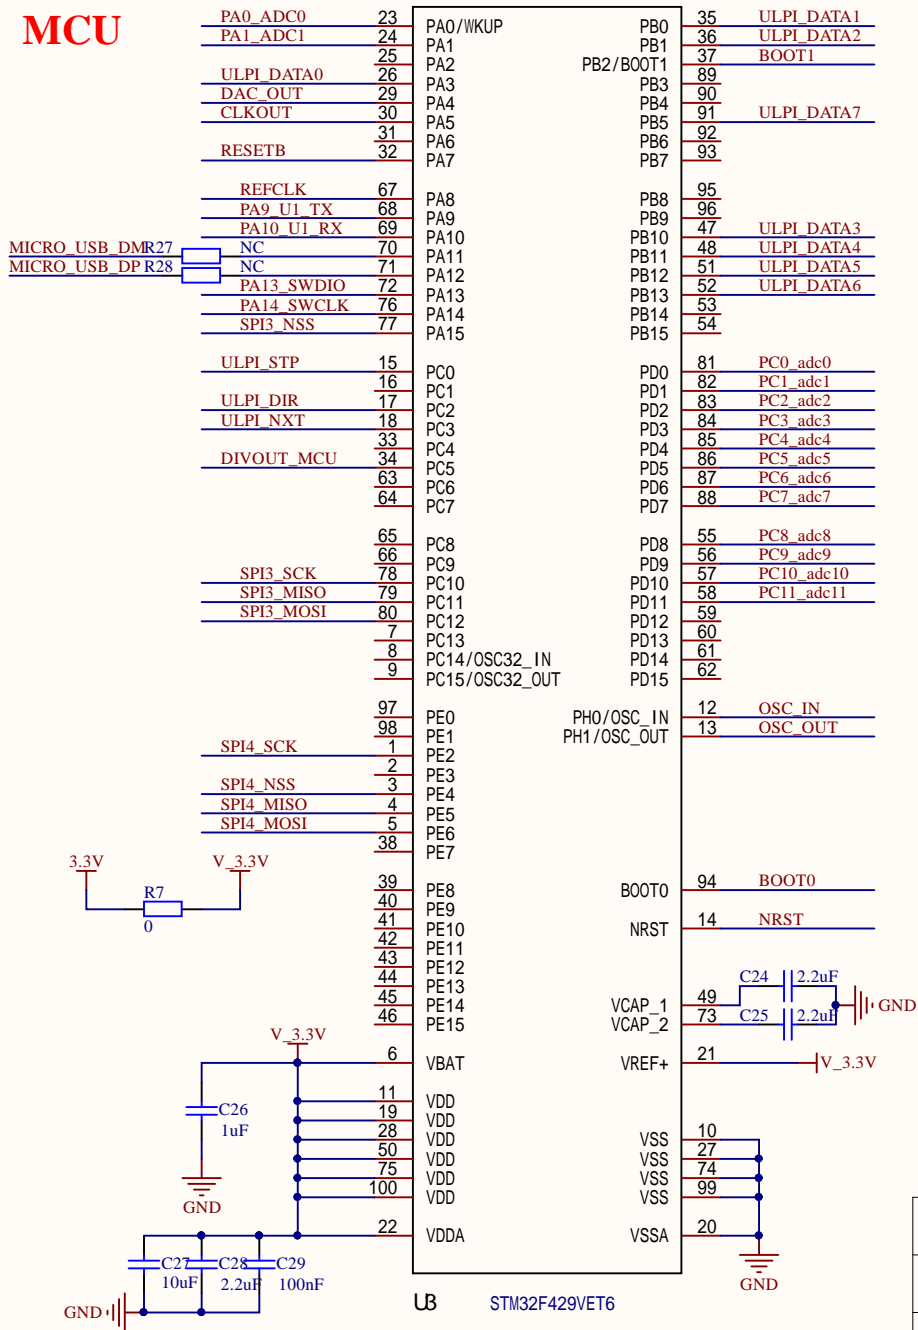 MCU
PA0_ADC0 23 PA0/WKUP PB0 35 ULPI_DATA1
PA1_ADC1 24 PA1 PB1 36 ULPI_DATA2
25 PA2 PB2/BOOT1 37 BOOT1
ULPI_DATA0 26 PA3 PB3 89
DAC_OUT 29 PA4 PB4 90
CLKOUT 30 PA5 PB5 91 ULPI_DATA7
31 PA6 PB6 92
RESETB 32 PA7 PB7 93
REFCLK 67 PA8 PB8 95
PA9_U1_TX 68 PA9 PB9 96
PA10_U1_RX 69 PA10 PB10 47 ULPI_DATA3
MICRO_USB_DM R27 NC 70 PA11 PB11 48 ULPI_DATA4
MICRO_USB_DP R28 NC 71 PA12 PB12 51 ULPI_DATA5
PA13_SWDIO 72 PA13 PB13 52 ULPI_DATA6
PA14_SWCLK 76 PA14 PB14 53
SPI3_NSS 77 PA15 PB15 54
ULPI_STP 15 PC0 PD0 81 PC0_adc0
16 PC1 PD1 82 PC1_adc1
ULPI_DIR 17 PC2 PD2 83 PC2_adc2
ULPI_NXT 18 PC3 PD3 84 PC3_adc3
33 PC4 PD4 85 PC4_adc4
DIVOUT_MCU 34 PC5 PD5 86 PC5_adc5
63 PC6 PD6 87 PC6_adc6
64 PC7 PD7 88 PC7_adc7
65 PC8 PD8 55 PC8_adc8
66 PC9 PD9 56 PC9_adc9
SPI3_SCK 78 PC10 PD10 57 PC10_adc10
SPI3_MISO 79 PC11 PD11 58 PC11_adc11
SPI3_MOSI 80 PC12 PD12 59
7 PC13 PD13 60
8 PC14/OSC32_IN PD14 61
9 PC15/OSC32_OUT PD15 62
97 PE0 PH0/OSC_IN 12 OSC_IN
98 PE1 PH1/OSC_OUT 13 OSC_OUT
SPI4_SCK 1 PE2
2 PE3
SPI4_NSS 3 PE4
SPI4_MISO 4 PE5
SPI4_MOSI 5 PE6
38 PE7
3.3V V_3.3V
R7
0
39 PE8 BOOT0 94 BOOT0
40 PE9
41 PE10 NRST 14 NRST
42 PE11
43 PE12
44 PE13
45 PE14 VCAP_1 49 C24 2.2uF
46 PE15 VCAP_2 73 C25 2.2uF
GND
V_3.3V
6 VBAT VREF+ 21 V_3.3V
11 VDD
C26
1uF
GND
19 VDD
28 VDD VSS 10
50 VDD VSS 27
75 VDD VSS 74
100 VDD VSS 99
22 VDDA VSSA 20
GND
C27 C28 C29
10uF 2.2uF 100nF
GND
U3 STM32F429VET6